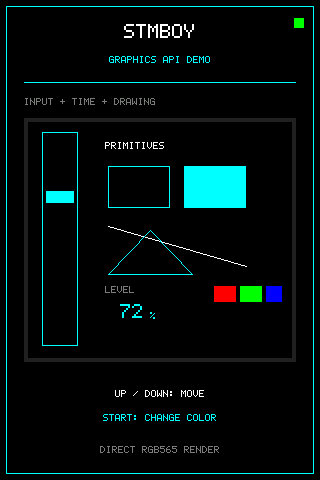 STMBOY
GRAPHICS API DEMO
INPUT + TIME + DRAWING
PRIMITIVES
LEVEL
72 %
UP / DOWN: MOVE
START: CHANGE COLOR
DIRECT RGB565 RENDER